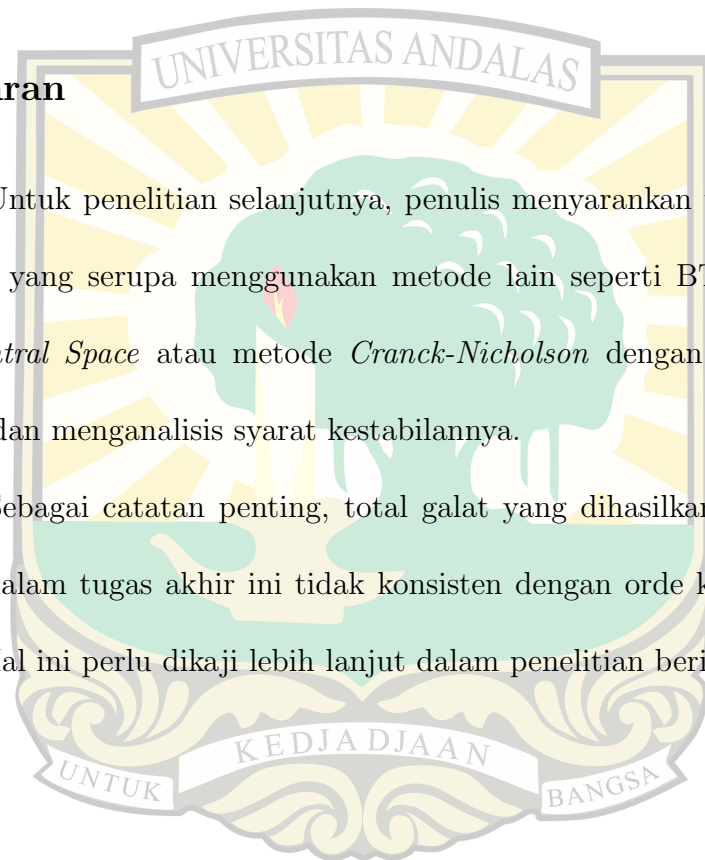 UNIVERSITAS ANDALAS
aran
Untuk penelitian selanjutnya, penulis menyarankan
yang serupa menggunakan metode lain seperti BT
ntral Space atau metode Cranck-Nicholson dengan
dan menganalisis syarat kestabilannya.
Sebagai catatan penting, total galat yang dihasilkan
alam tugas akhir ini tidak konsisten dengan orde k
al ini perlu dikaji lebih lanjut dalam penelitian beri
UNTUK KEDJADJAAN BANGSA